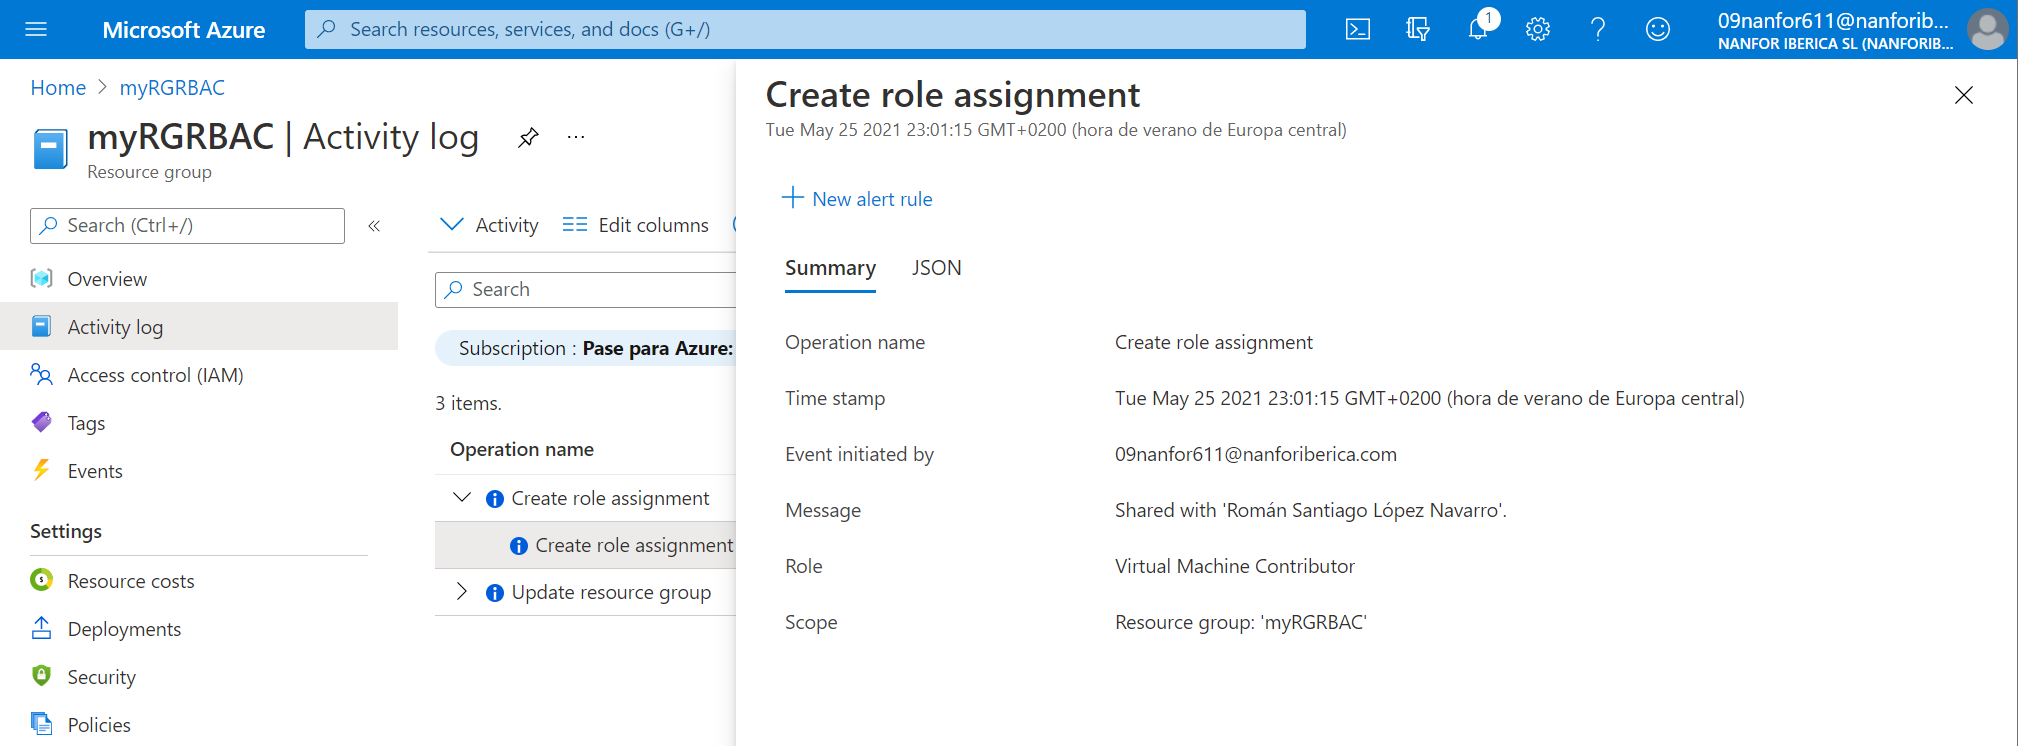 Microsoft Azure
Search resources, services, and docs (G+/)
1
09nanfor611@nanforib...
NANFOR IBERICA SL (NANFORIB...
Home > myRGRBAC
myRGRBAC | Activity log
...
Resource group
Search (Ctrl+/)
«
Overview
Activity log
Access control (IAM)
Tags
Events
Settings
Resource costs
Deployments
Security
Policies
Activity
Edit columns
Search
Subscription : Pase para Azure:
3 items.
Operation name
Create role assignment
Create role assignment
Update resource group
Create role assignment
Tue May 25 2021 23:01:15 GMT+0200 (hora de verano de Europa central)
New alert rule
Summary JSON
Operation name Create role assignment
Time stamp Tue May 25 2021 23:01:15 GMT+0200 (hora de verano de Europa central)
Event initiated by 09nanfor611@nanforiberica.com
Message Shared with 'Román Santiago López Navarro'.
Role Virtual Machine Contributor
Scope Resource group: 'myRGRBAC'